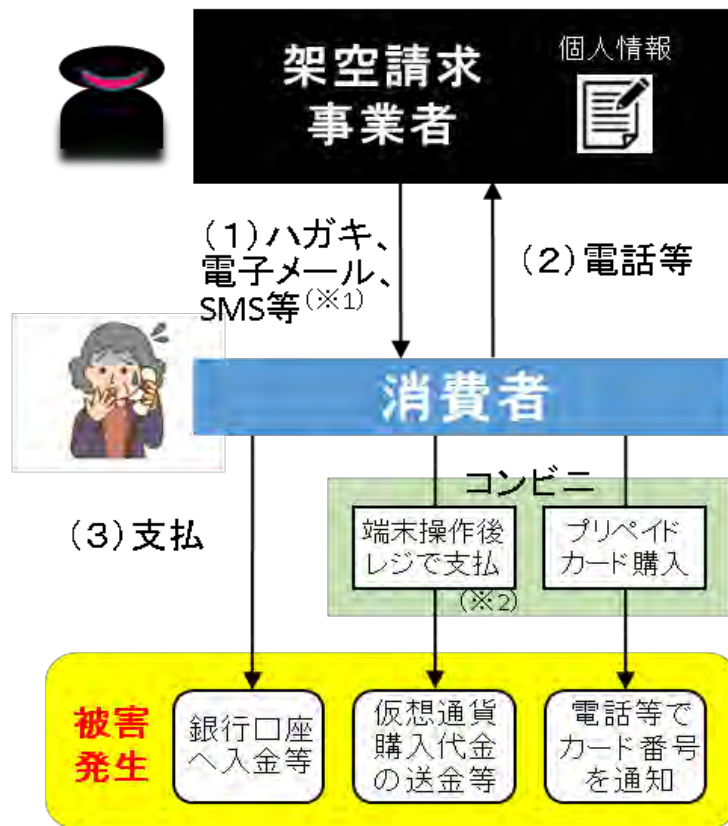 架空請求
事業者
個人情報
(1)ハガキ、
電子メール、
SMS等(※1)
(2)電話等
消費者
(3)支払
コンビニ
端末操作後
レジで支払
(※2)
プリペイド
カード購入
被害
発生
銀行口座
へ入金等
仮想通貨
購入代金
の送金等
電話等で
カード番号
を通知